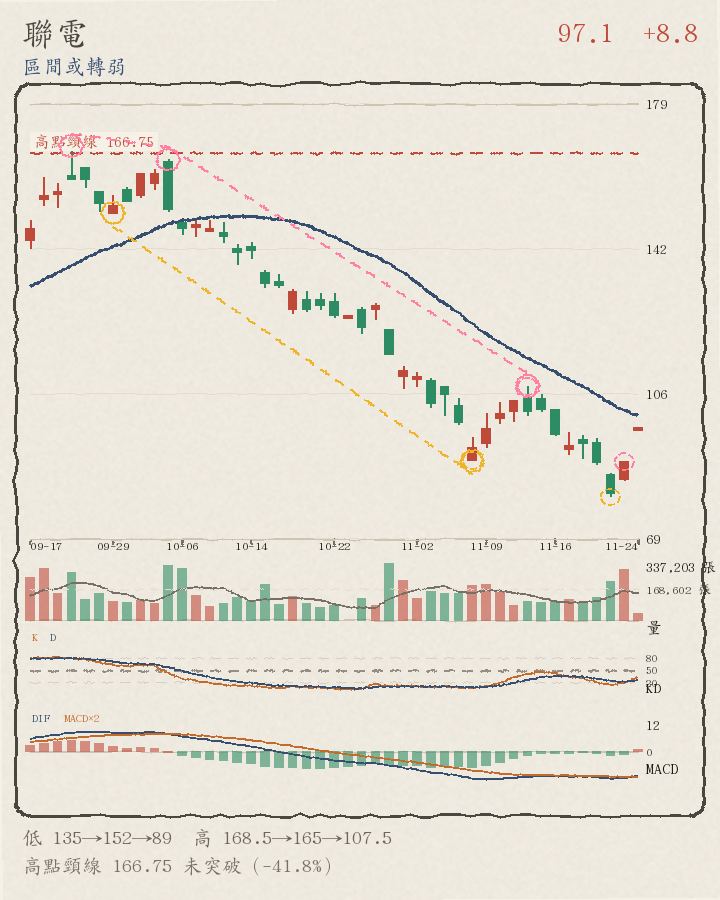 聯電
97.1 +8.8
區間或轉弱
179
高點頸線 166.75
142
106
69
09-17 09-29 10-06 10-14 10-22 11-02 11-09 11-16 11-24
337,203 張
168,602 張
量
K D
80
50
20
KD
DIF MACD×2
12
0
MACD
低 135→152→89 高 168.5→165→107.5
高點頸線 166.75 未突破 (-41.8%)